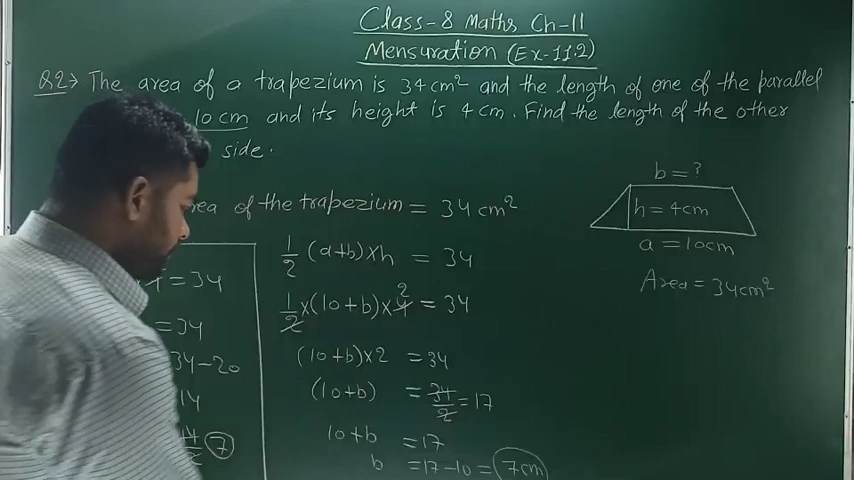 Class-8 Maths Ch-11
Mensuration (Ex-11.2)
Q2> The area of a trapezium is 34 cm² and the length of one of the parallel
10 cm and its height is 4 cm. Find the length of the other
side.
rea of the trapezium = 34 cm²
1/2 (a+b)×h = 34
1/2×(10+b)×4 = 34
2
(10+b)×2 = 34
(10+b) = 34/2 = 17
10+b = 17
b = 17-10 = 7cm
= 34
= 34
34-20
14
14/2 7
b = ?
h = 4cm
a = 10cm
Area = 34cm²